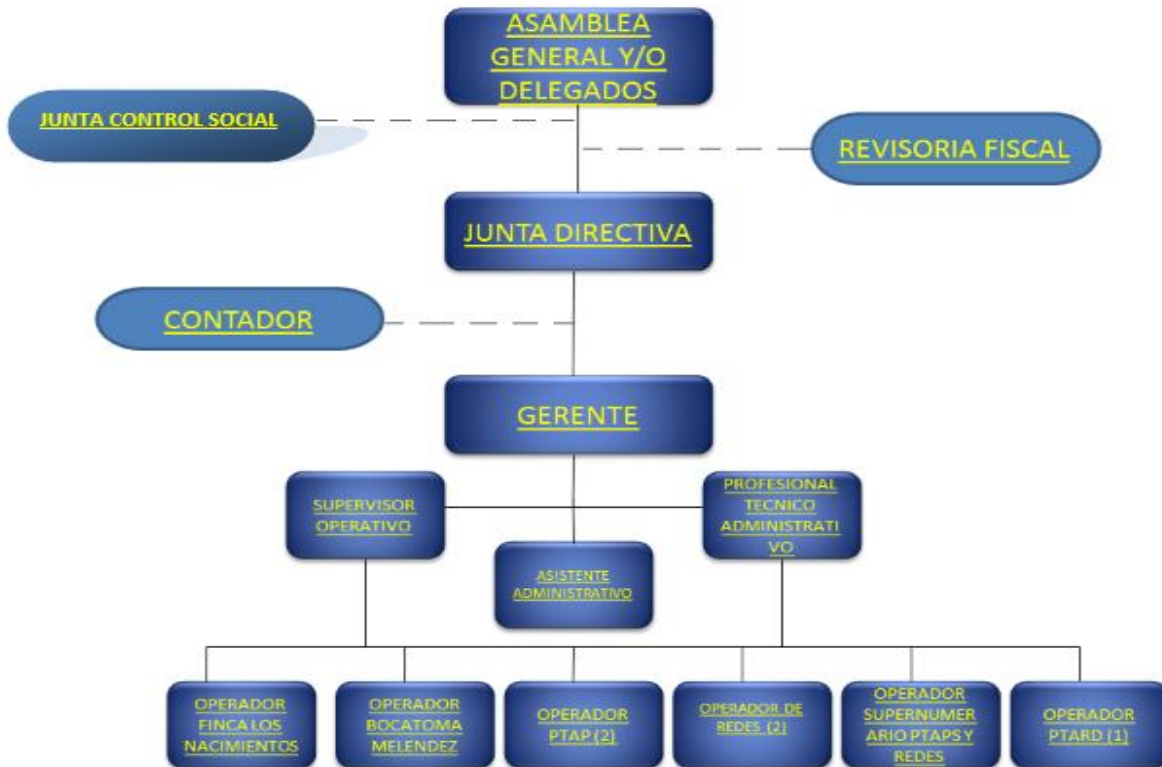 ASAMBLEA
GENERAL Y/O
DELEGADOS
JUNTA CONTROL SOCIAL
REVISORIA FISCAL
JUNTA DIRECTIVA
CONTADOR
GERENTE
SUPERVISOR
OPERATIVO
PROFESIONAL
TECNICO
ADMINISTRATI
VO
ASISTENTE
ADMINISTRATIVO
OPERADOR
FINCA LOS
NACIMIENTOS
OPERADOR
BOCATOMA
MELENDEZ
OPERADOR
PTAP (2)
OPERADOR DE
REDES (2)
OPERADOR
SUPERNUMER
ARIO PTAPS Y
REDES
OPERADOR
PTARD (1)